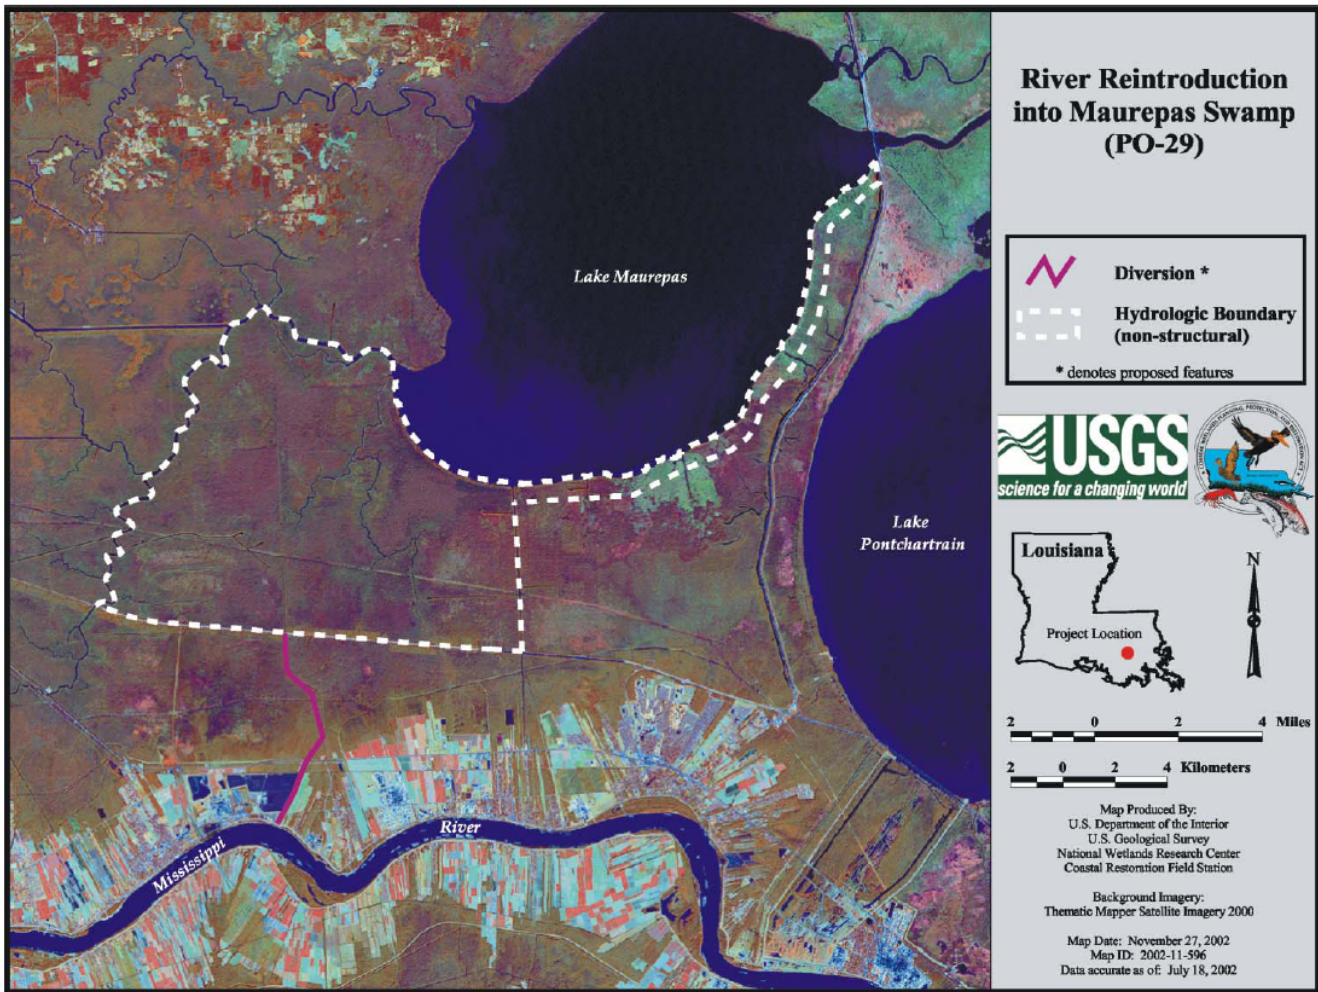 River Reintroduction
into Maurepas Swamp
(PO-29)
Diversion *
Hydrologic Boundary
(non-structural)
* denotes proposed features
USGS
science for a changing world
Louisiana
Project Location
N
2 0 2 4 Miles
2 0 2 4 Kilometers
Map Produced By:
U.S. Department of the Interior
U.S. Geological Survey
National Wetlands Research Center
Coastal Restoration Field Station
Background Imagery:
Thematic Mapper Satellite Imagery 2000
Map Date: November 27, 2002
Map ID: 2002-11-596
Data accurate as of: July 18, 2002
Lake Maurepas
Lake
Pontchartrain
Mississippi
River